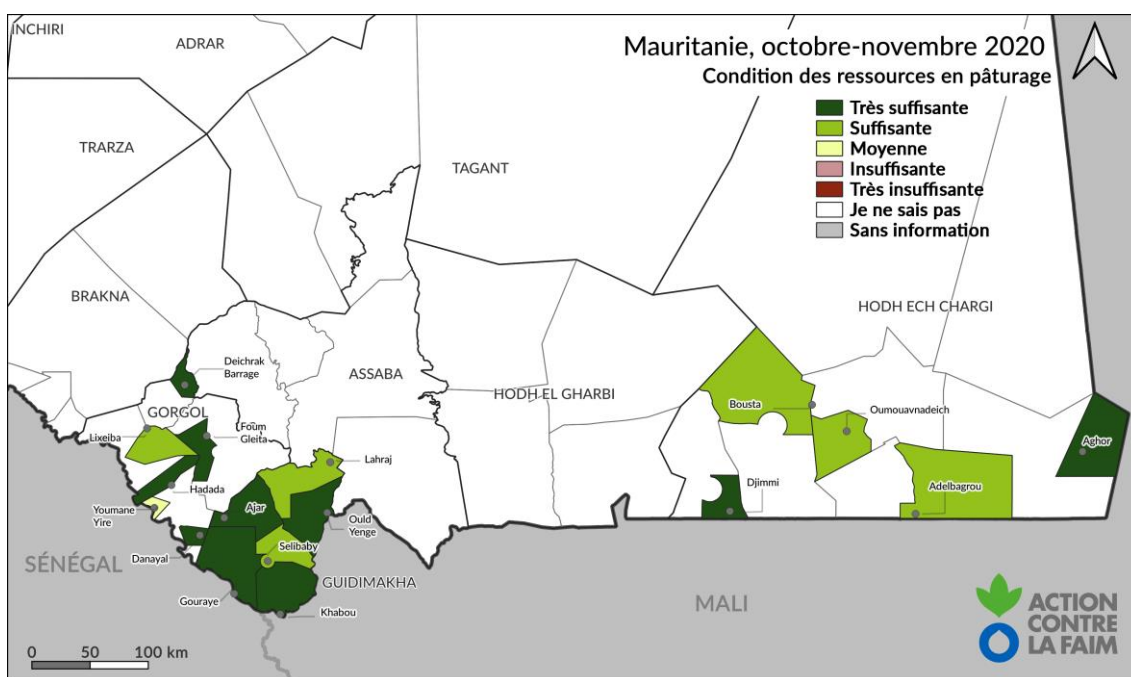 Mauritanie, octobre-novembre 2020
Condition des ressources en pâturage
Très suffisante
Suffisante
Moyenne
Insuffisante
Très insuffisante
Je ne sais pas
Sans information
INCHIRI
ADRAR
TRARZA
TAGANT
BRAKNA
HODH ECH CHARGI
Deichrak
Barrage
ASSABA
HODH EL GHARBI
GORGOL
Bousta
Oumouavnadeich
Lixeiba
Foum
Gleita
Aghor
Lahraj
Hadada
Djimmi
Adelbagrou
Youmane
Yire
Ajar
Ould
Yenge
Danayal
Selibaby
SÉNÉGAL
GUIDIMAKHA
Gouraye
Khabou
MALI
ACTION
CONTRE
LA FAIM
0 50 100 km